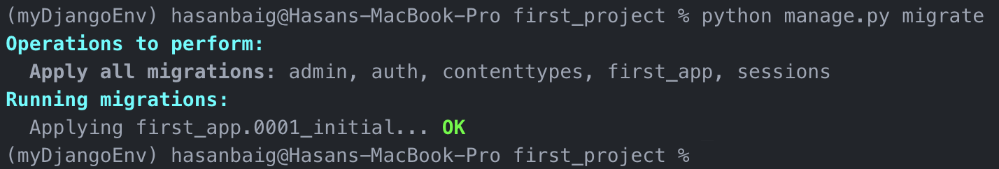 (myDjangoEnv) hasanbaig@Hasans-MacBook-Pro first_project % python manage.py migrate
Operations to perform:
  Apply all migrations: admin, auth, contenttypes, first_app, sessions
Running migrations:
  Applying first_app.0001_initial... OK
(myDjangoEnv) hasanbaig@Hasans-MacBook-Pro first_project %